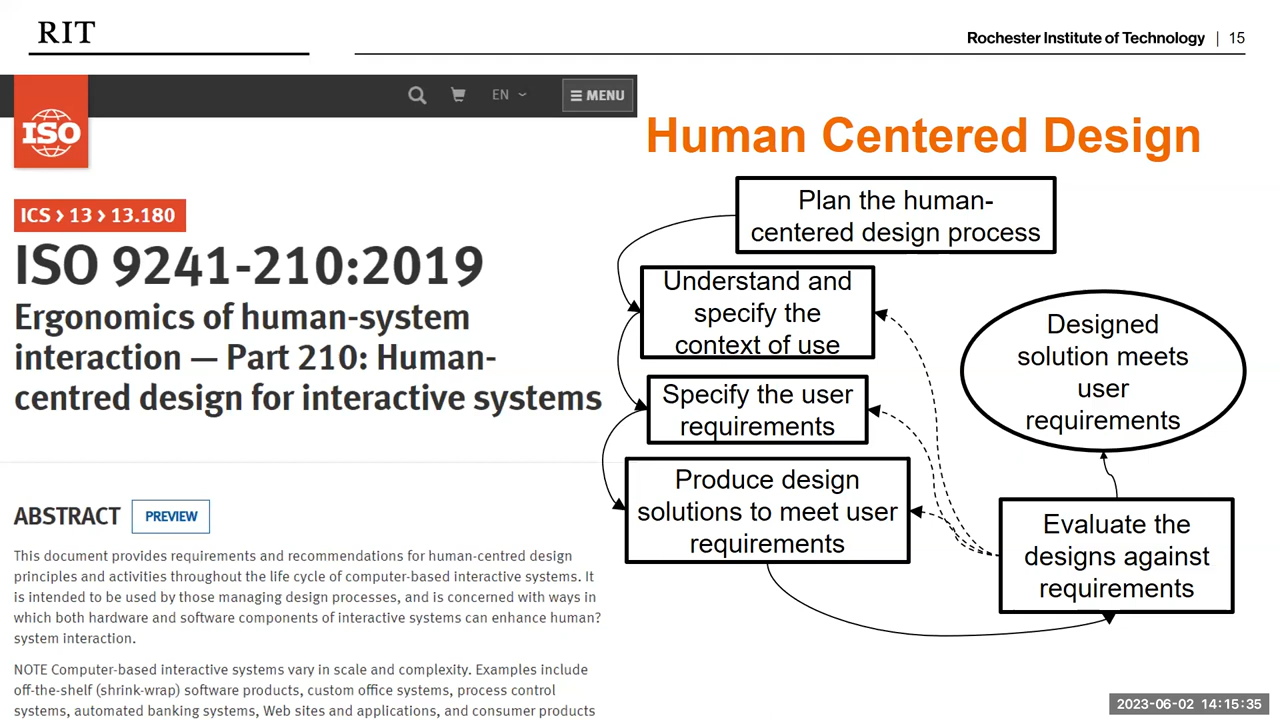 RIT
Rochester Institute of Technology | 15
EN
MENU
ISO
Human Centered Design
ICS > 13 > 13.180
ISO 9241-210:2019
Ergonomics of human-system
interaction — Part 210: Human-
centred design for interactive systems
ABSTRACT PREVIEW
This document provides requirements and recommendations for human-centred design
principles and activities throughout the life cycle of computer-based interactive systems. It
is intended to be used by those managing design processes, and is concerned with ways in
which both hardware and software components of interactive systems can enhance human?
system interaction.
NOTE Computer-based interactive systems vary in scale and complexity. Examples include
off-the-shelf (shrink-wrap) software products, custom office systems, process control
systems, automated banking systems, Web sites and applications, and consumer products
Plan the human-
centered design process
Understand and
specify the
context of use
Specify the user
requirements
Produce design
solutions to meet user
requirements
Designed
solution meets
user
requirements
Evaluate the
designs against
requirements
2023-06-02 14:15:35